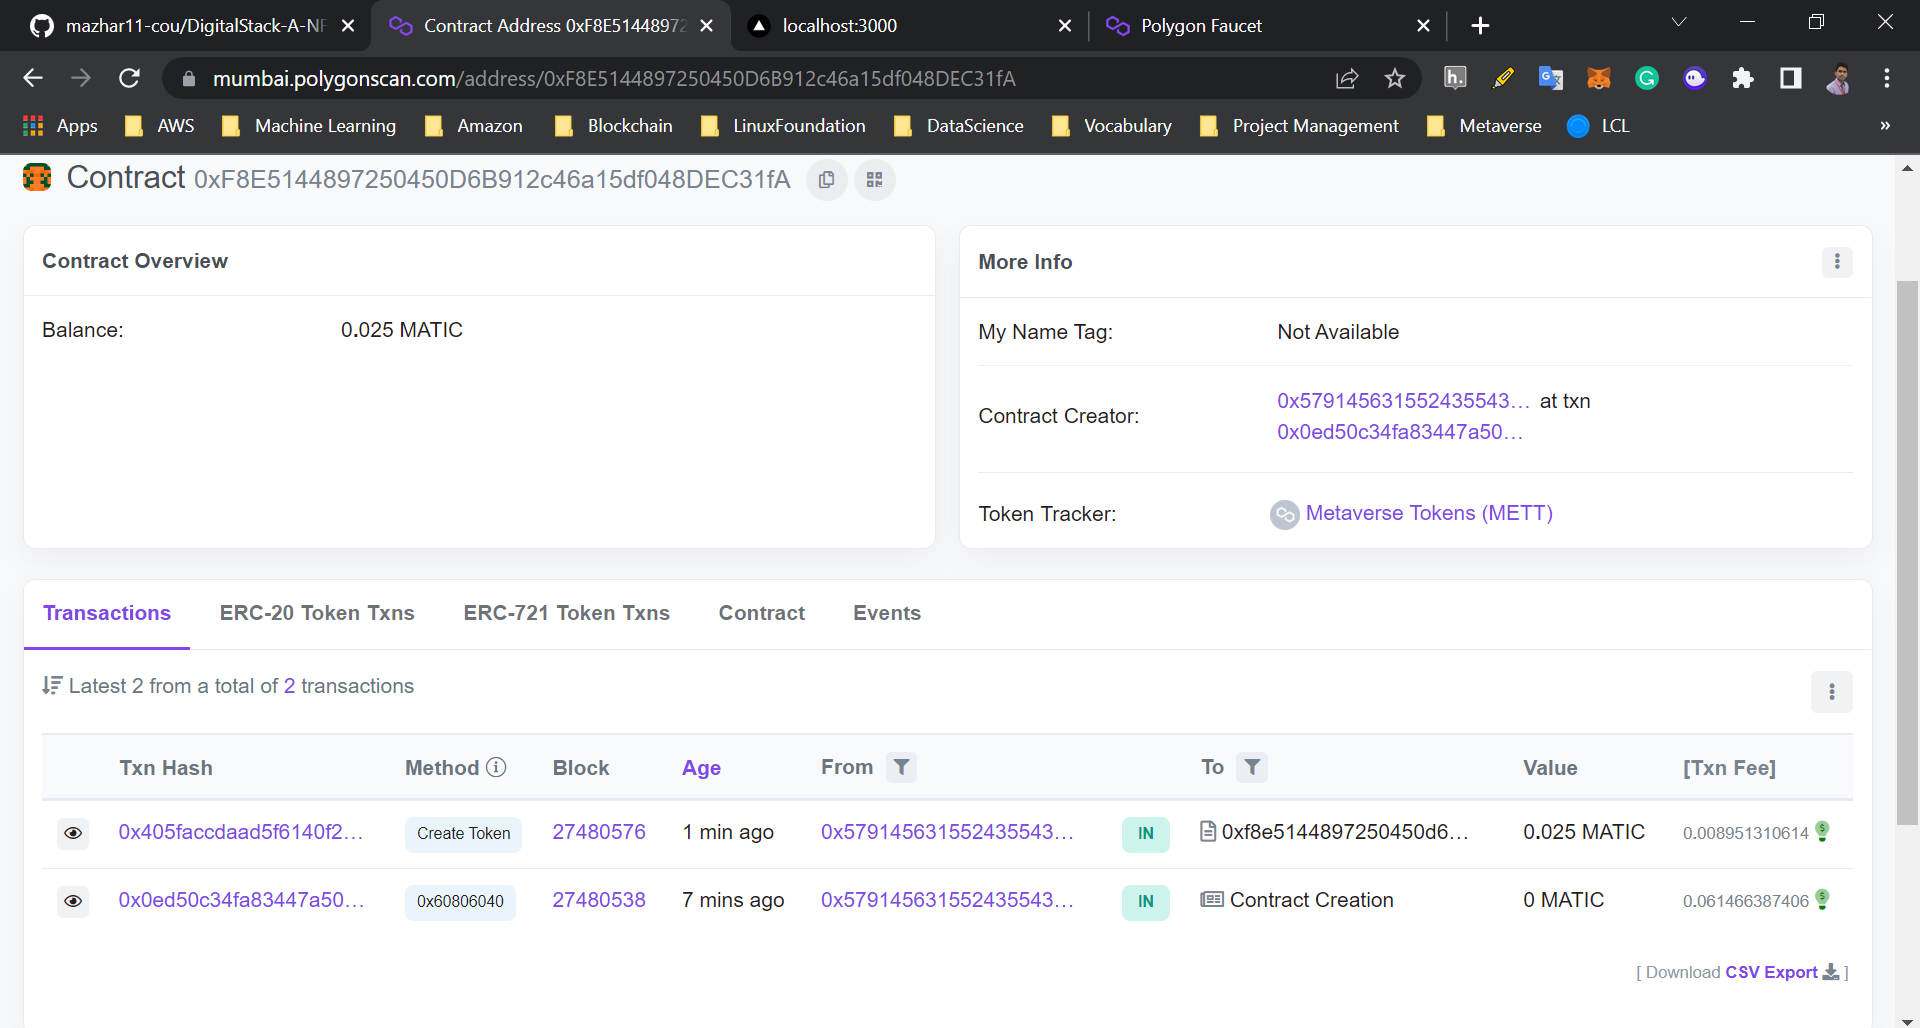 mazhar11-cou/DigitalStack-A-NF
Contract Address 0xF8E51448972
localhost:3000
Polygon Faucet
mumbai.polygonscan.com/address/0xF8E5144897250450D6B912c46a15df048DEC31fA
Apps AWS Machine Learning Amazon Blockchain LinuxFoundation DataScience Vocabulary Project Management Metaverse LCL »
Contract 0xF8E5144897250450D6B912c46a15df048DEC31fA
Contract Overview
Balance: 0.025 MATIC
More Info
My Name Tag: Not Available
Contract Creator: 0x579145631552435543... at txn
0x0ed50c34fa83447a50...
Token Tracker: Metaverse Tokens (METT)
Transactions ERC-20 Token Txns ERC-721 Token Txns Contract Events
Latest 2 from a total of 2 transactions
Txn Hash Method Block Age From To Value [Txn Fee]
0x405faccdaad5f6140f2... Create Token 27480576 1 min ago 0x579145631552435543... IN 0xf8e5144897250450d6... 0.025 MATIC 0.008951310614
0x0ed50c34fa83447a50... 0x60806040 27480538 7 mins ago 0x579145631552435543... IN Contract Creation 0 MATIC 0.061466387406
[ Download CSV Export ]